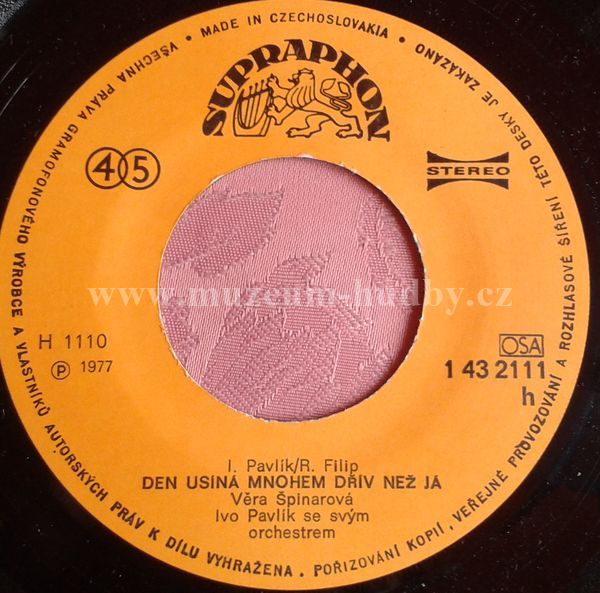 VŠECHNA PRÁVA GRAMOFONOVÉHO VÝROBCE A VLASTNÍKŮ AUTORSKÝCH PRÁV K DÍLU VYHRAŽENA. POŘIZOVÁNÍ KOPIÍ, VEŘEJNÉ PROVOZOVÁNÍ A ROZHLASOVÉ ŠÍŘENÍ TÉTO DESKY JE ZAKÁZÁNO • MADE IN CZECHOSLOVAKIA •
SUPRAPHON
45
STEREO
www.muzeum-hudby.cz
H 1110
℗ 1977
OSA
1 43 2111
h
I. Pavlík/R. Filip
DEN USÍNÁ MNOHEM DŘÍV NEŽ JÁ
Věra Špinarová
Ivo Pavlík se svým
orchestrem